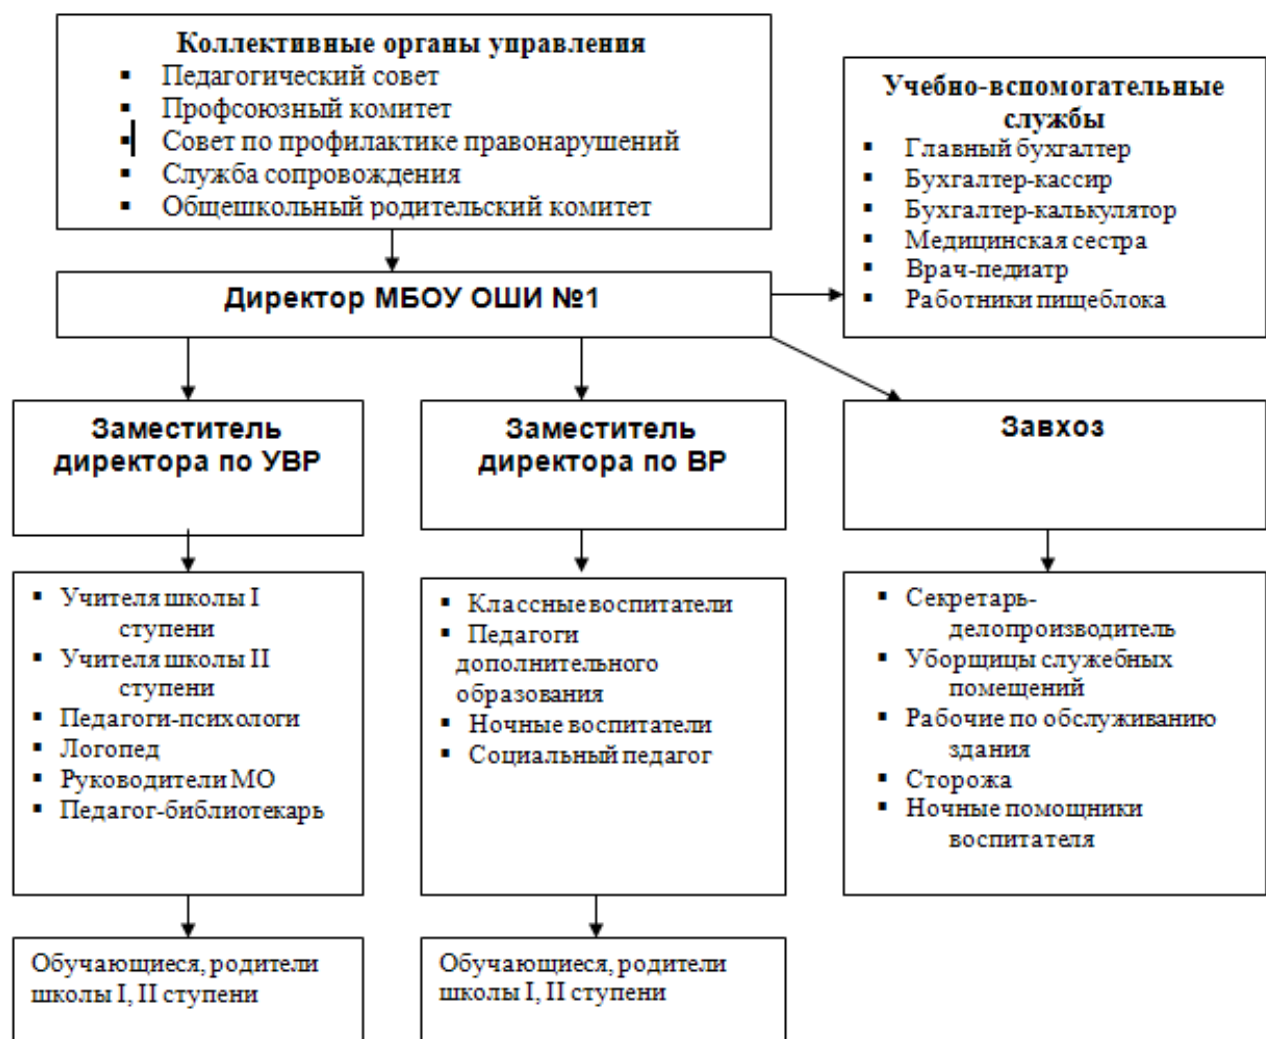 Коллективные органы управления
▪ Педагогический совет
▪ Профсоюзный комитет
▪ Совет по профилактике правонарушений
▪ Служба сопровождения
▪ Общешкольный родительский комитет
Учебно-вспомогательные
службы
▪ Главный бухгалтер
▪ Бухгалтер-кассир
▪ Бухгалтер-калькулятор
▪ Медицинская сестра
▪ Врач-педиатр
▪ Работники пищеблока
Директор МБОУ ОШИ №1
Заместитель
директора по УВР
Заместитель
директора по ВР
Завхоз
▪ Учителя школы I
ступени
▪ Учителя школы II
ступени
▪ Педагоги-психологи
▪ Логопед
▪ Руководители МО
▪ Педагог-библиотекарь
▪ Классные воспитатели
▪ Педагоги
дополнительного
образования
▪ Ночные воспитатели
▪ Социальный педагог
▪ Секретарь-
делопроизводитель
▪ Уборщицы служебных
помещений
▪ Рабочие по обслуживанию
здания
▪ Сторожа
▪ Ночные помощники
воспитателя
Обучающиеся, родители
школы I, II ступени
Обучающиеся, родители
школы I, II ступени